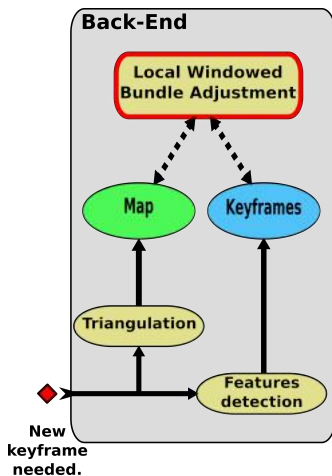 Back-End
Local Windowed
Bundle Adjustment
Map
Keyframes
Triangulation
Features
detection
New
keyframe
needed.